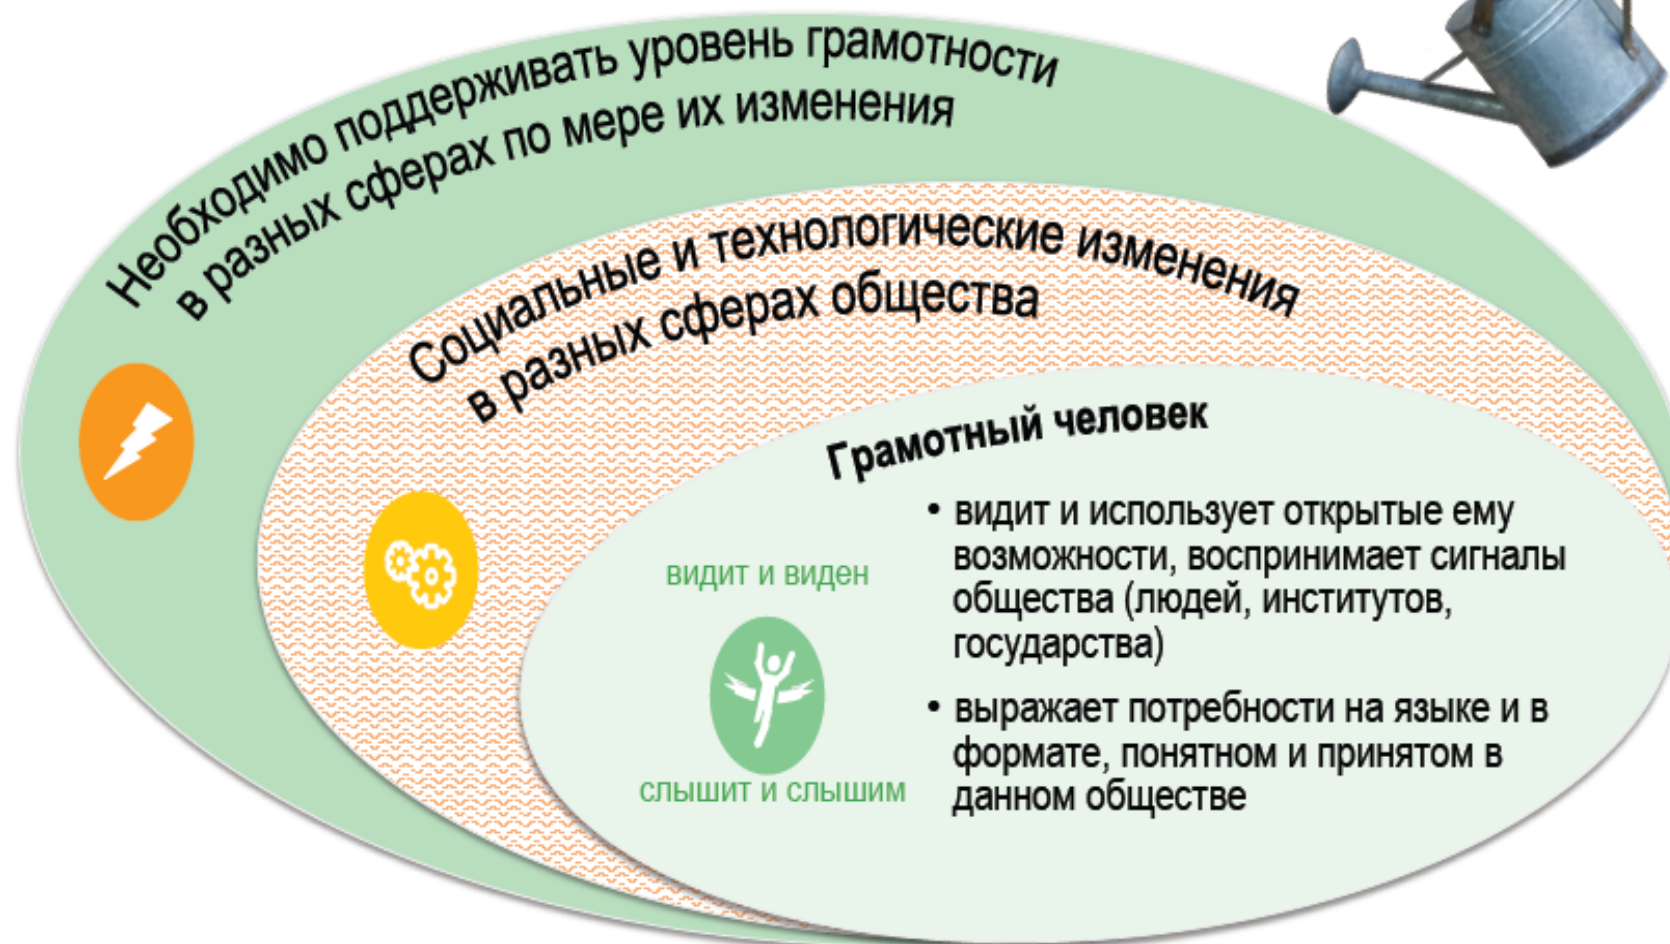 Необходимо поддерживать уровень грамотности
в разных сферах по мере их изменения
Социальные и технологические изменения
в разных сферах общества
Грамотный человек
видит и виден
слышит и слышим
• видит и использует открытые ему
возможности, воспринимает сигналы
общества (людей, институтов,
государства)
• выражает потребности на языке и в
формате, понятном и принятом в
данном обществе